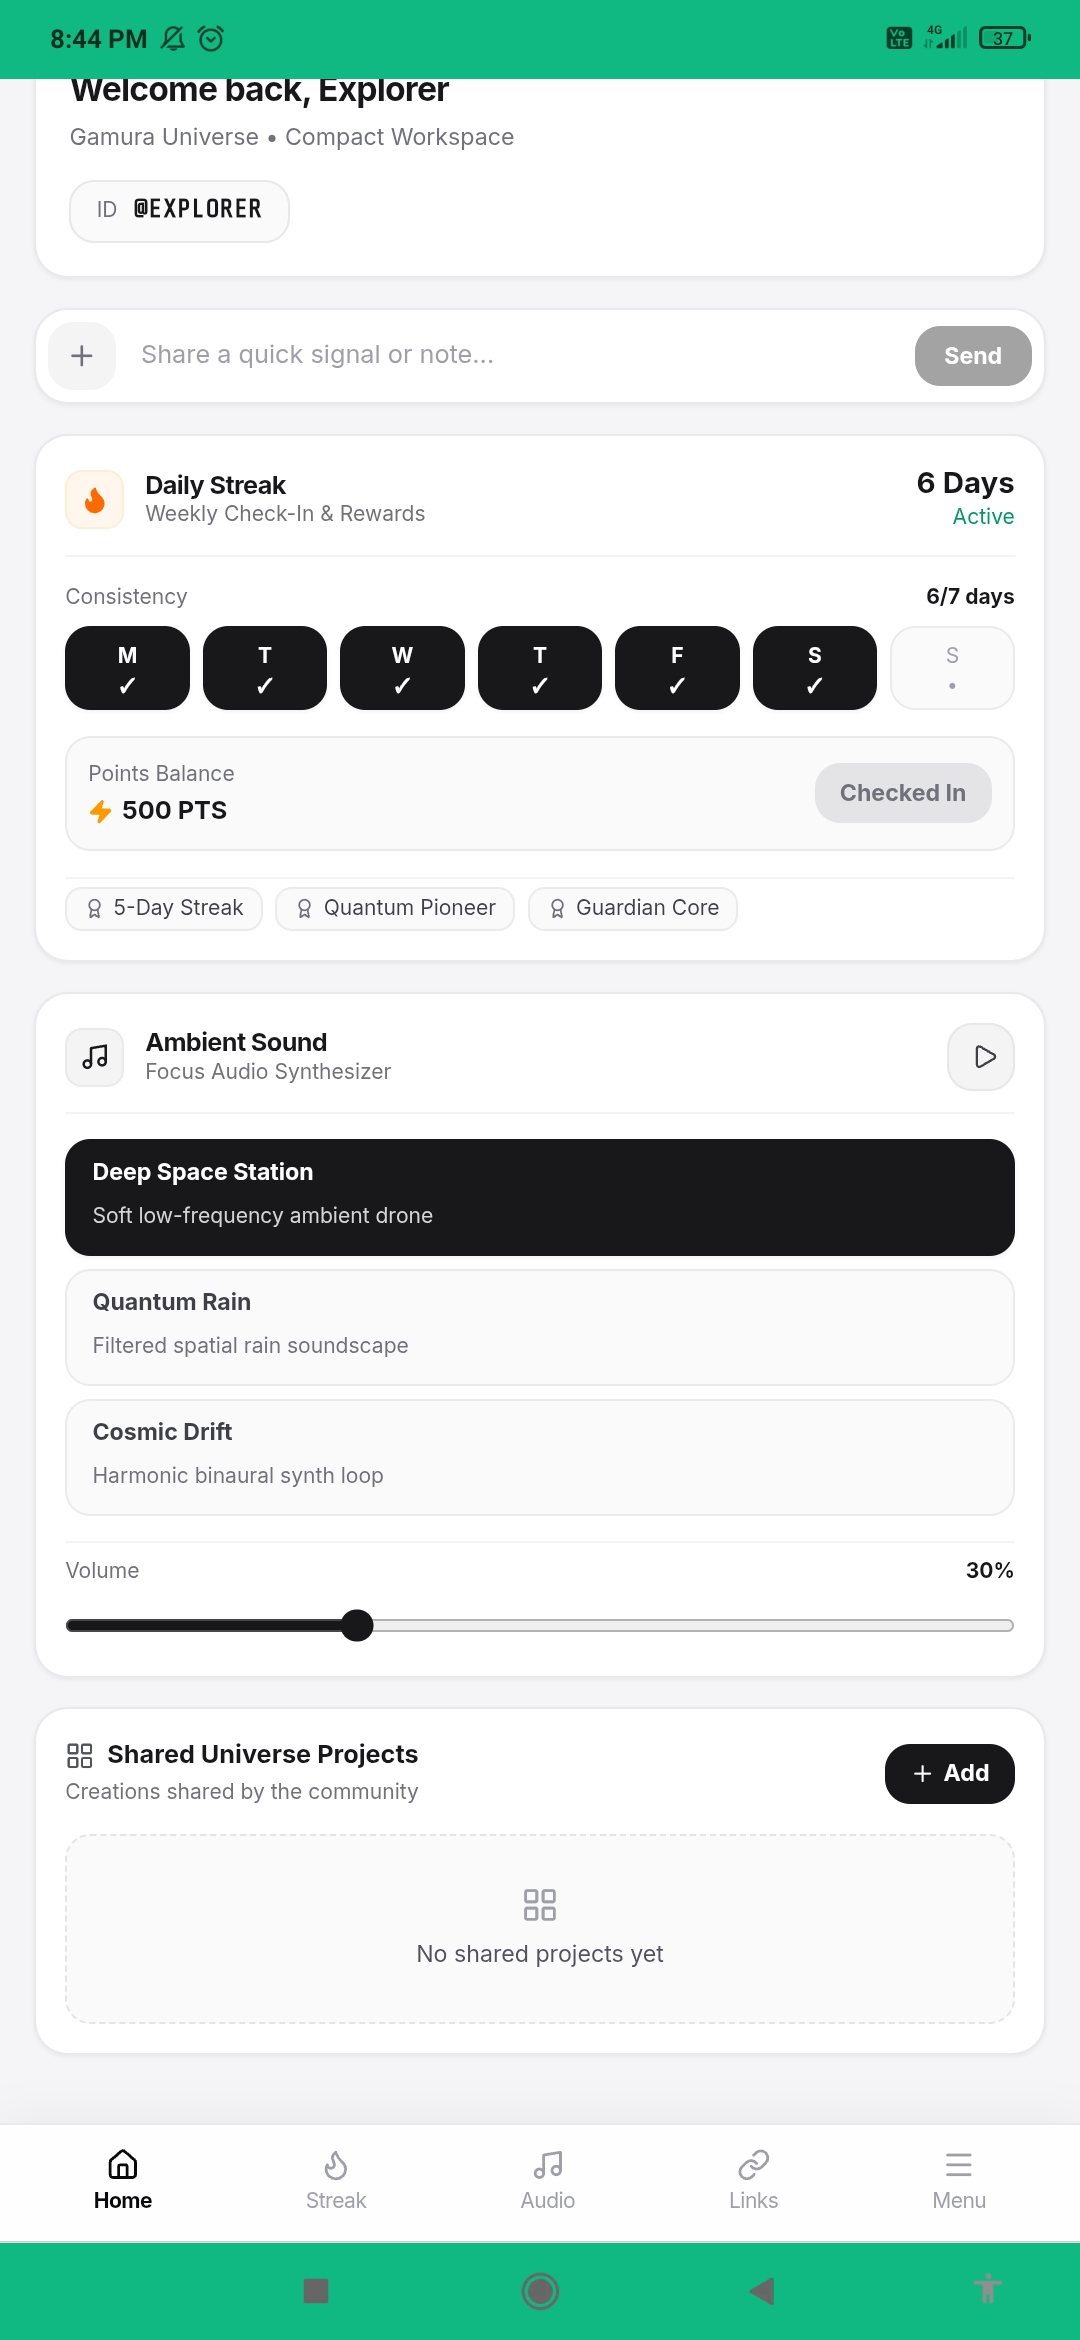 8:44 PM
Vo LTE 4G 37
Welcome back, Explorer
Gamura Universe • Compact Workspace
ID @EXPLORER
Share a quick signal or note...
Send
Daily Streak
Weekly Check-In & Rewards
6 Days
Active
Consistency
6/7 days
M T W T F S S
✓ ✓ ✓ ✓ ✓ ✓ •
Points Balance
500 PTS
Checked In
5-Day Streak
Quantum Pioneer
Guardian Core
Ambient Sound
Focus Audio Synthesizer
Deep Space Station
Soft low-frequency ambient drone
Quantum Rain
Filtered spatial rain soundscape
Cosmic Drift
Harmonic binaural synth loop
Volume
30%
Shared Universe Projects
Creations shared by the community
+ Add
No shared projects yet
Home
Streak
Audio
Links
Menu